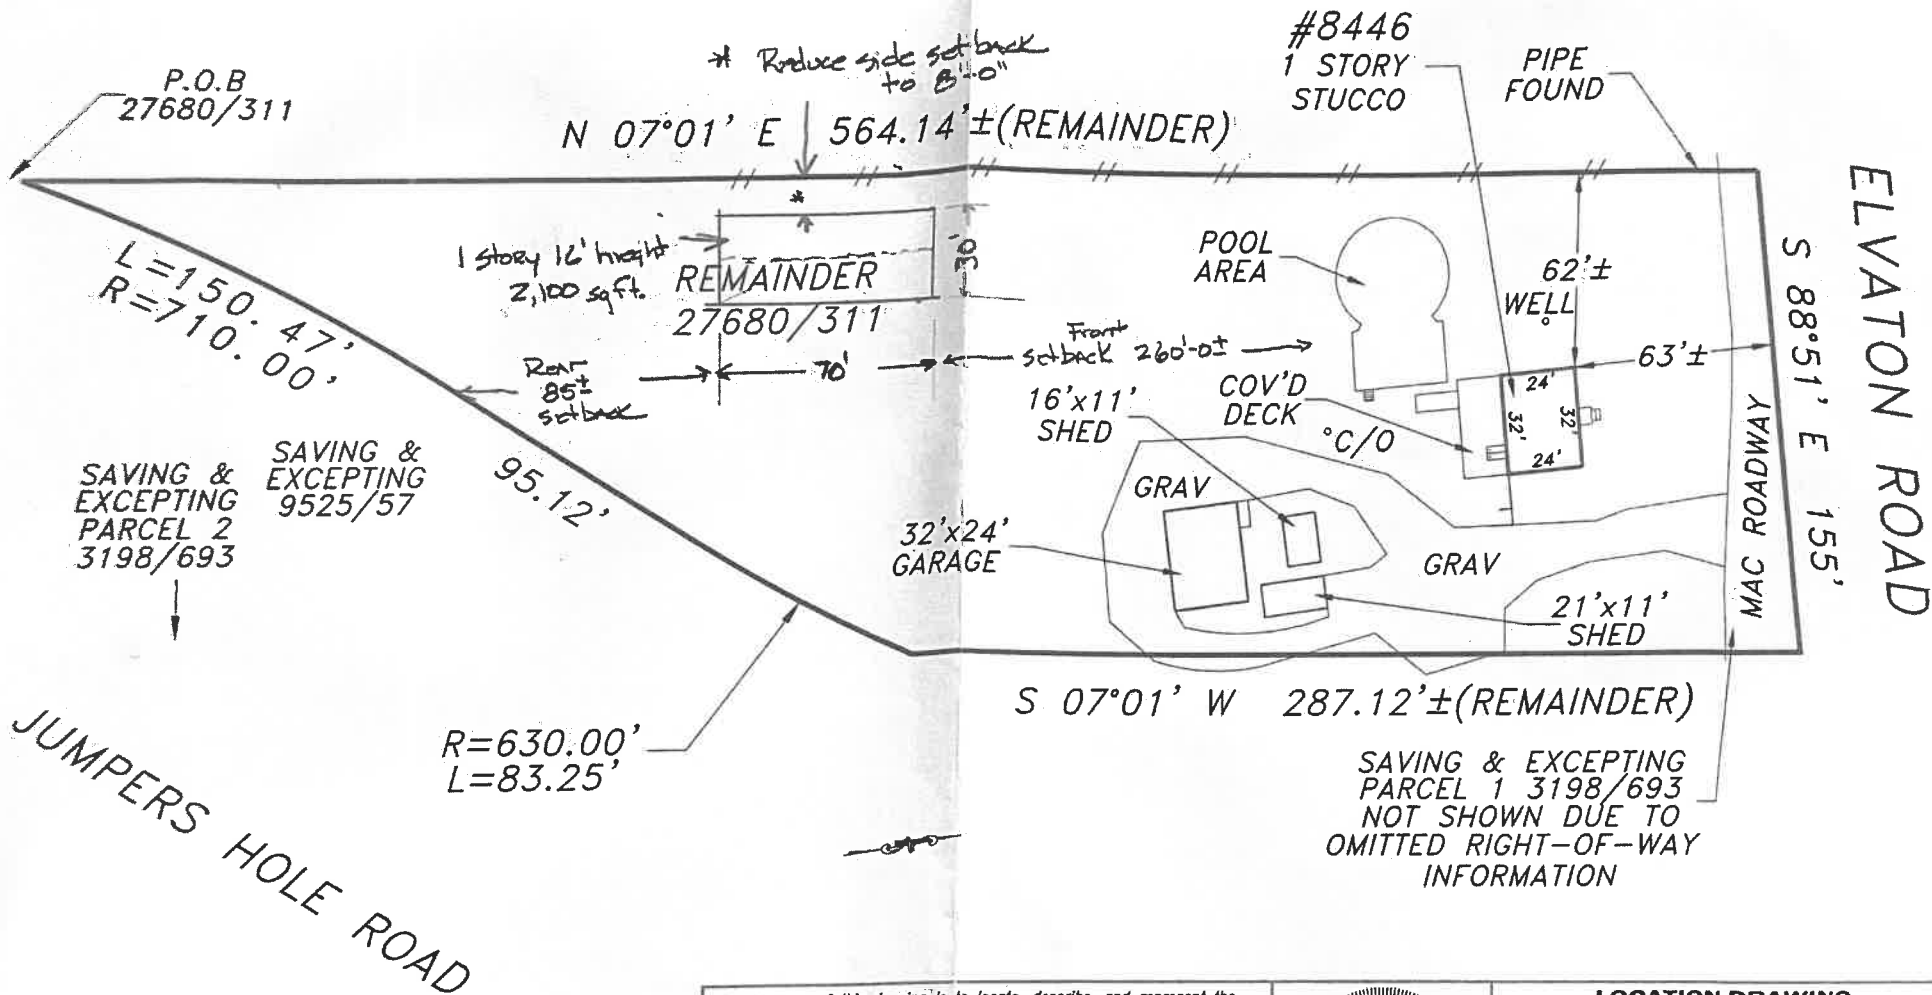 P.O.B
27680/311
* Reduce side setback
to 8'-0"
N 07°01' E 564.14'±(REMAINDER)
#8446
1 STORY
STUCCO
PIPE
FOUND
ELVATON ROAD
S 88°51' E 155'
MAC ROADWAY
*
1 story 16' height
2,100 sq ft.
REMAINDER
27680/311
30'
L=150.47'
R=710.00'
Rear
85'±
setback
70'
Front
setback 260'-0±
POOL
AREA
62'±
WELL
63'±
24'
32'
32'
24'
COV'D
DECK
°C/O
16'x11'
SHED
GRAV
32'x24'
GARAGE
GRAV
21'x11'
SHED
SAVING &
EXCEPTING
PARCEL 2
3198/693
SAVING &
EXCEPTING
9525/57
95.12'
R=630.00'
L=83.25'
S 07°01' W 287.12'±(REMAINDER)
SAVING & EXCEPTING
PARCEL 1 3198/693
NOT SHOWN DUE TO
OMITTED RIGHT-OF-WAY
INFORMATION
JUMPERS HOLE ROAD
LOCATION DRAWING